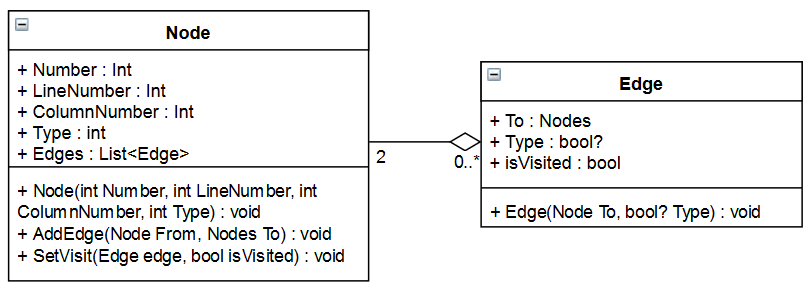 Node
+ Number : Int
+ LineNumber : Int
+ ColumnNumber : Int
+ Type : int
+ Edges : List<Edge>
+ Node(int Number, int LineNumber, int
ColumnNumber, int Type) : void
+ AddEdge(Node From, Nodes To) : void
+ SetVisit(Edge edge, bool isVisited) : void
2
0..*
Edge
+ To : Nodes
+ Type : bool?
+ isVisited : bool
+ Edge(Node To, bool? Type) : void